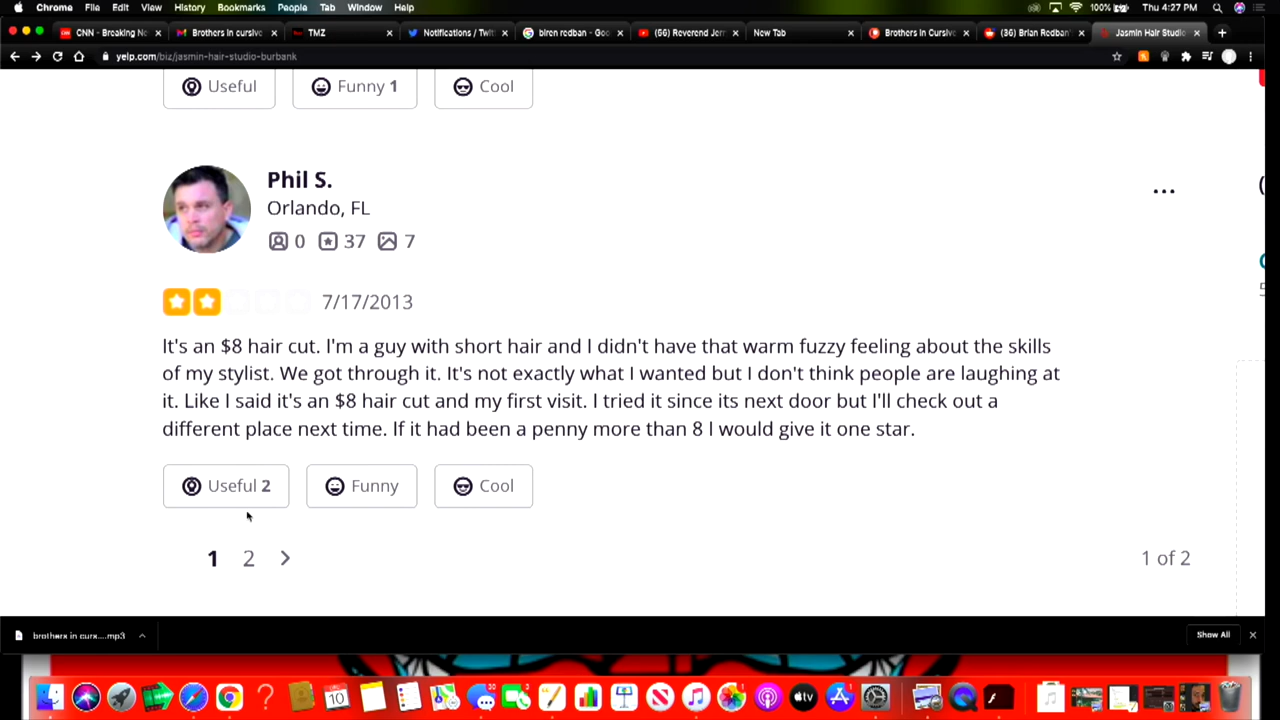 Chrome File Edit View History Bookmarks People Tab Window Help 100% Thu 4:27 PM
CNN - Breaking Ne Brothers in cursive TMZ Notifications / Twitt biren redban - Goo (66) Reverend Jerr New Tab Brothers in Cursive (36) Brian Redban' Jasmin Hair Studio
yelp.com/biz/jasmin-hair-studio-burbank
Useful Funny 1 Cool
Phil S.
Orlando, FL
0 37 7
7/17/2013
It's an $8 hair cut. I'm a guy with short hair and I didn't have that warm fuzzy feeling about the skills
of my stylist. We got through it. It's not exactly what I wanted but I don't think people are laughing at
it. Like I said it's an $8 hair cut and my first visit. I tried it since its next door but I'll check out a
different place next time. If it had been a penny more than 8 I would give it one star.
Useful 2 Funny Cool
1 2 1 of 2
brothers in curs....mp3 Show All
10